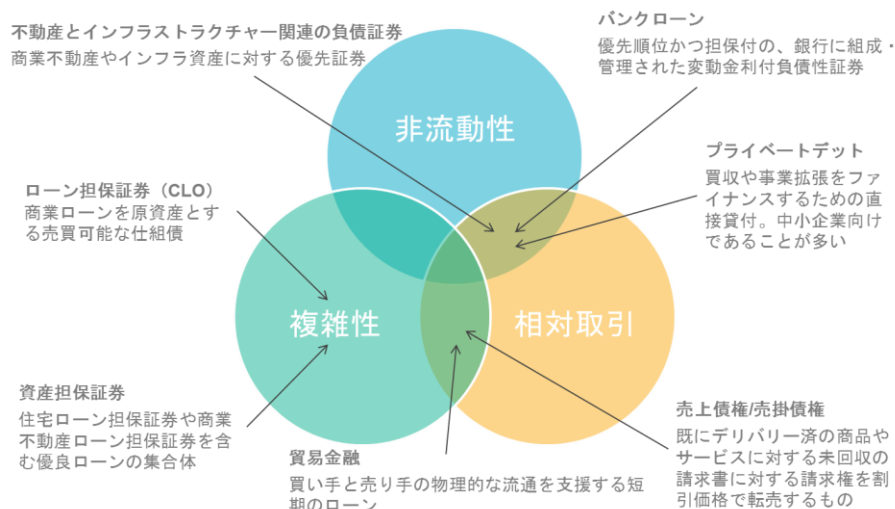 不動産とインフラストラクチャー関連の負債証券
商業不動産やインフラ資産に対する優先証券
バンクローン
優先順位かつ担保付の、銀行に組成・
管理された変動金利付負債性証券
非流動性
プライベートデット
買収や事業拡張をファ
イナンスするための直
接貸付。中小企業向け
であることが多い
ローン担保証券（CLO）
商業ローンを原資産とす
る売買可能な仕組債
複雑性
相対取引
資産担保証券
住宅ローン担保証券や商業
不動産ローン担保証券を含
む優良ローンの集合体
貿易金融
買い手と売り手の物理的な流通を支援する短
期のローン
売上債権/売掛債権
既にデリバリー済の商品や
サービスに対する未回収の
請求書に対する請求権を割
引価格で転売するもの